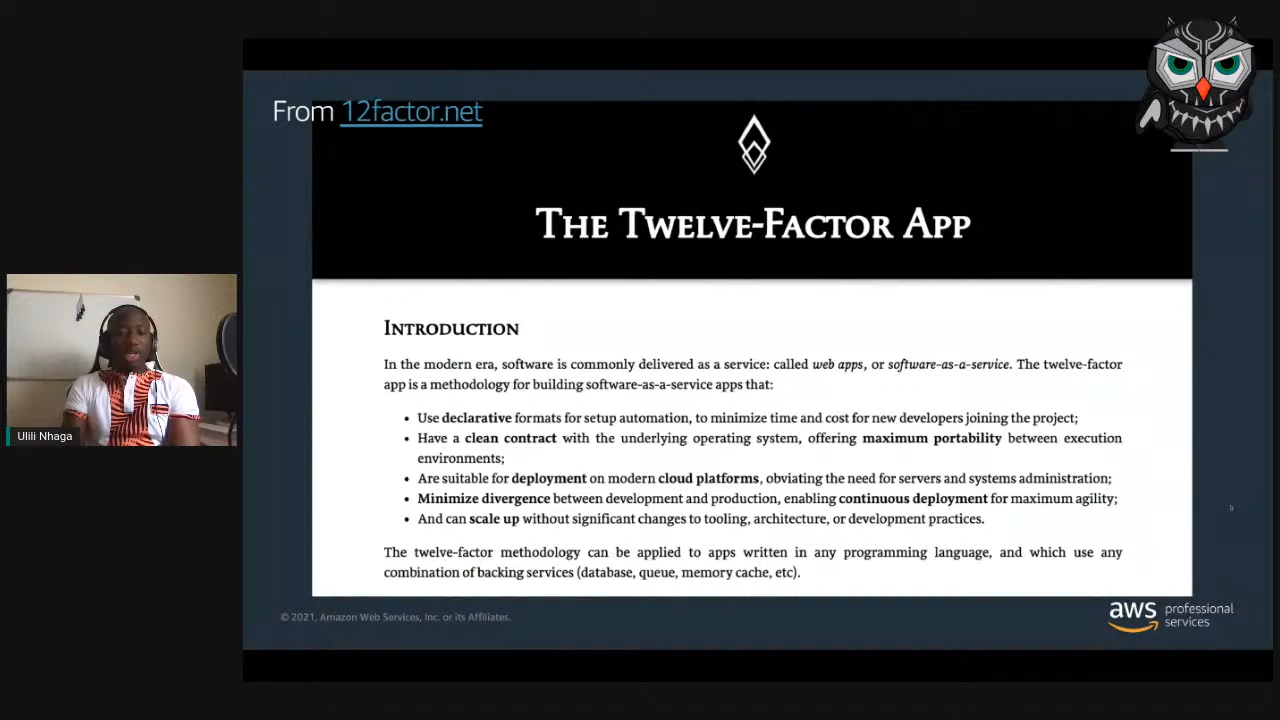 From 12factor.net
THE TWELVE-FACTOR APP
INTRODUCTION
In the modern era, software is commonly delivered as a service: called web apps, or software-as-a-service. The twelve-factor
app is a methodology for building software-as-a-service apps that:
• Use declarative formats for setup automation, to minimize time and cost for new developers joining the project;
• Have a clean contract with the underlying operating system, offering maximum portability between execution
environments;
• Are suitable for deployment on modern cloud platforms, obviating the need for servers and systems administration;
• Minimize divergence between development and production, enabling continuous deployment for maximum agility;
• And can scale up without significant changes to tooling, architecture, or development practices.
The twelve-factor methodology can be applied to apps written in any programming language, and which use any
combination of backing services (database, queue, memory cache, etc).
Ulili Nhaga
© 2021, Amazon Web Services, Inc. or its Affiliates.
aws professional
services